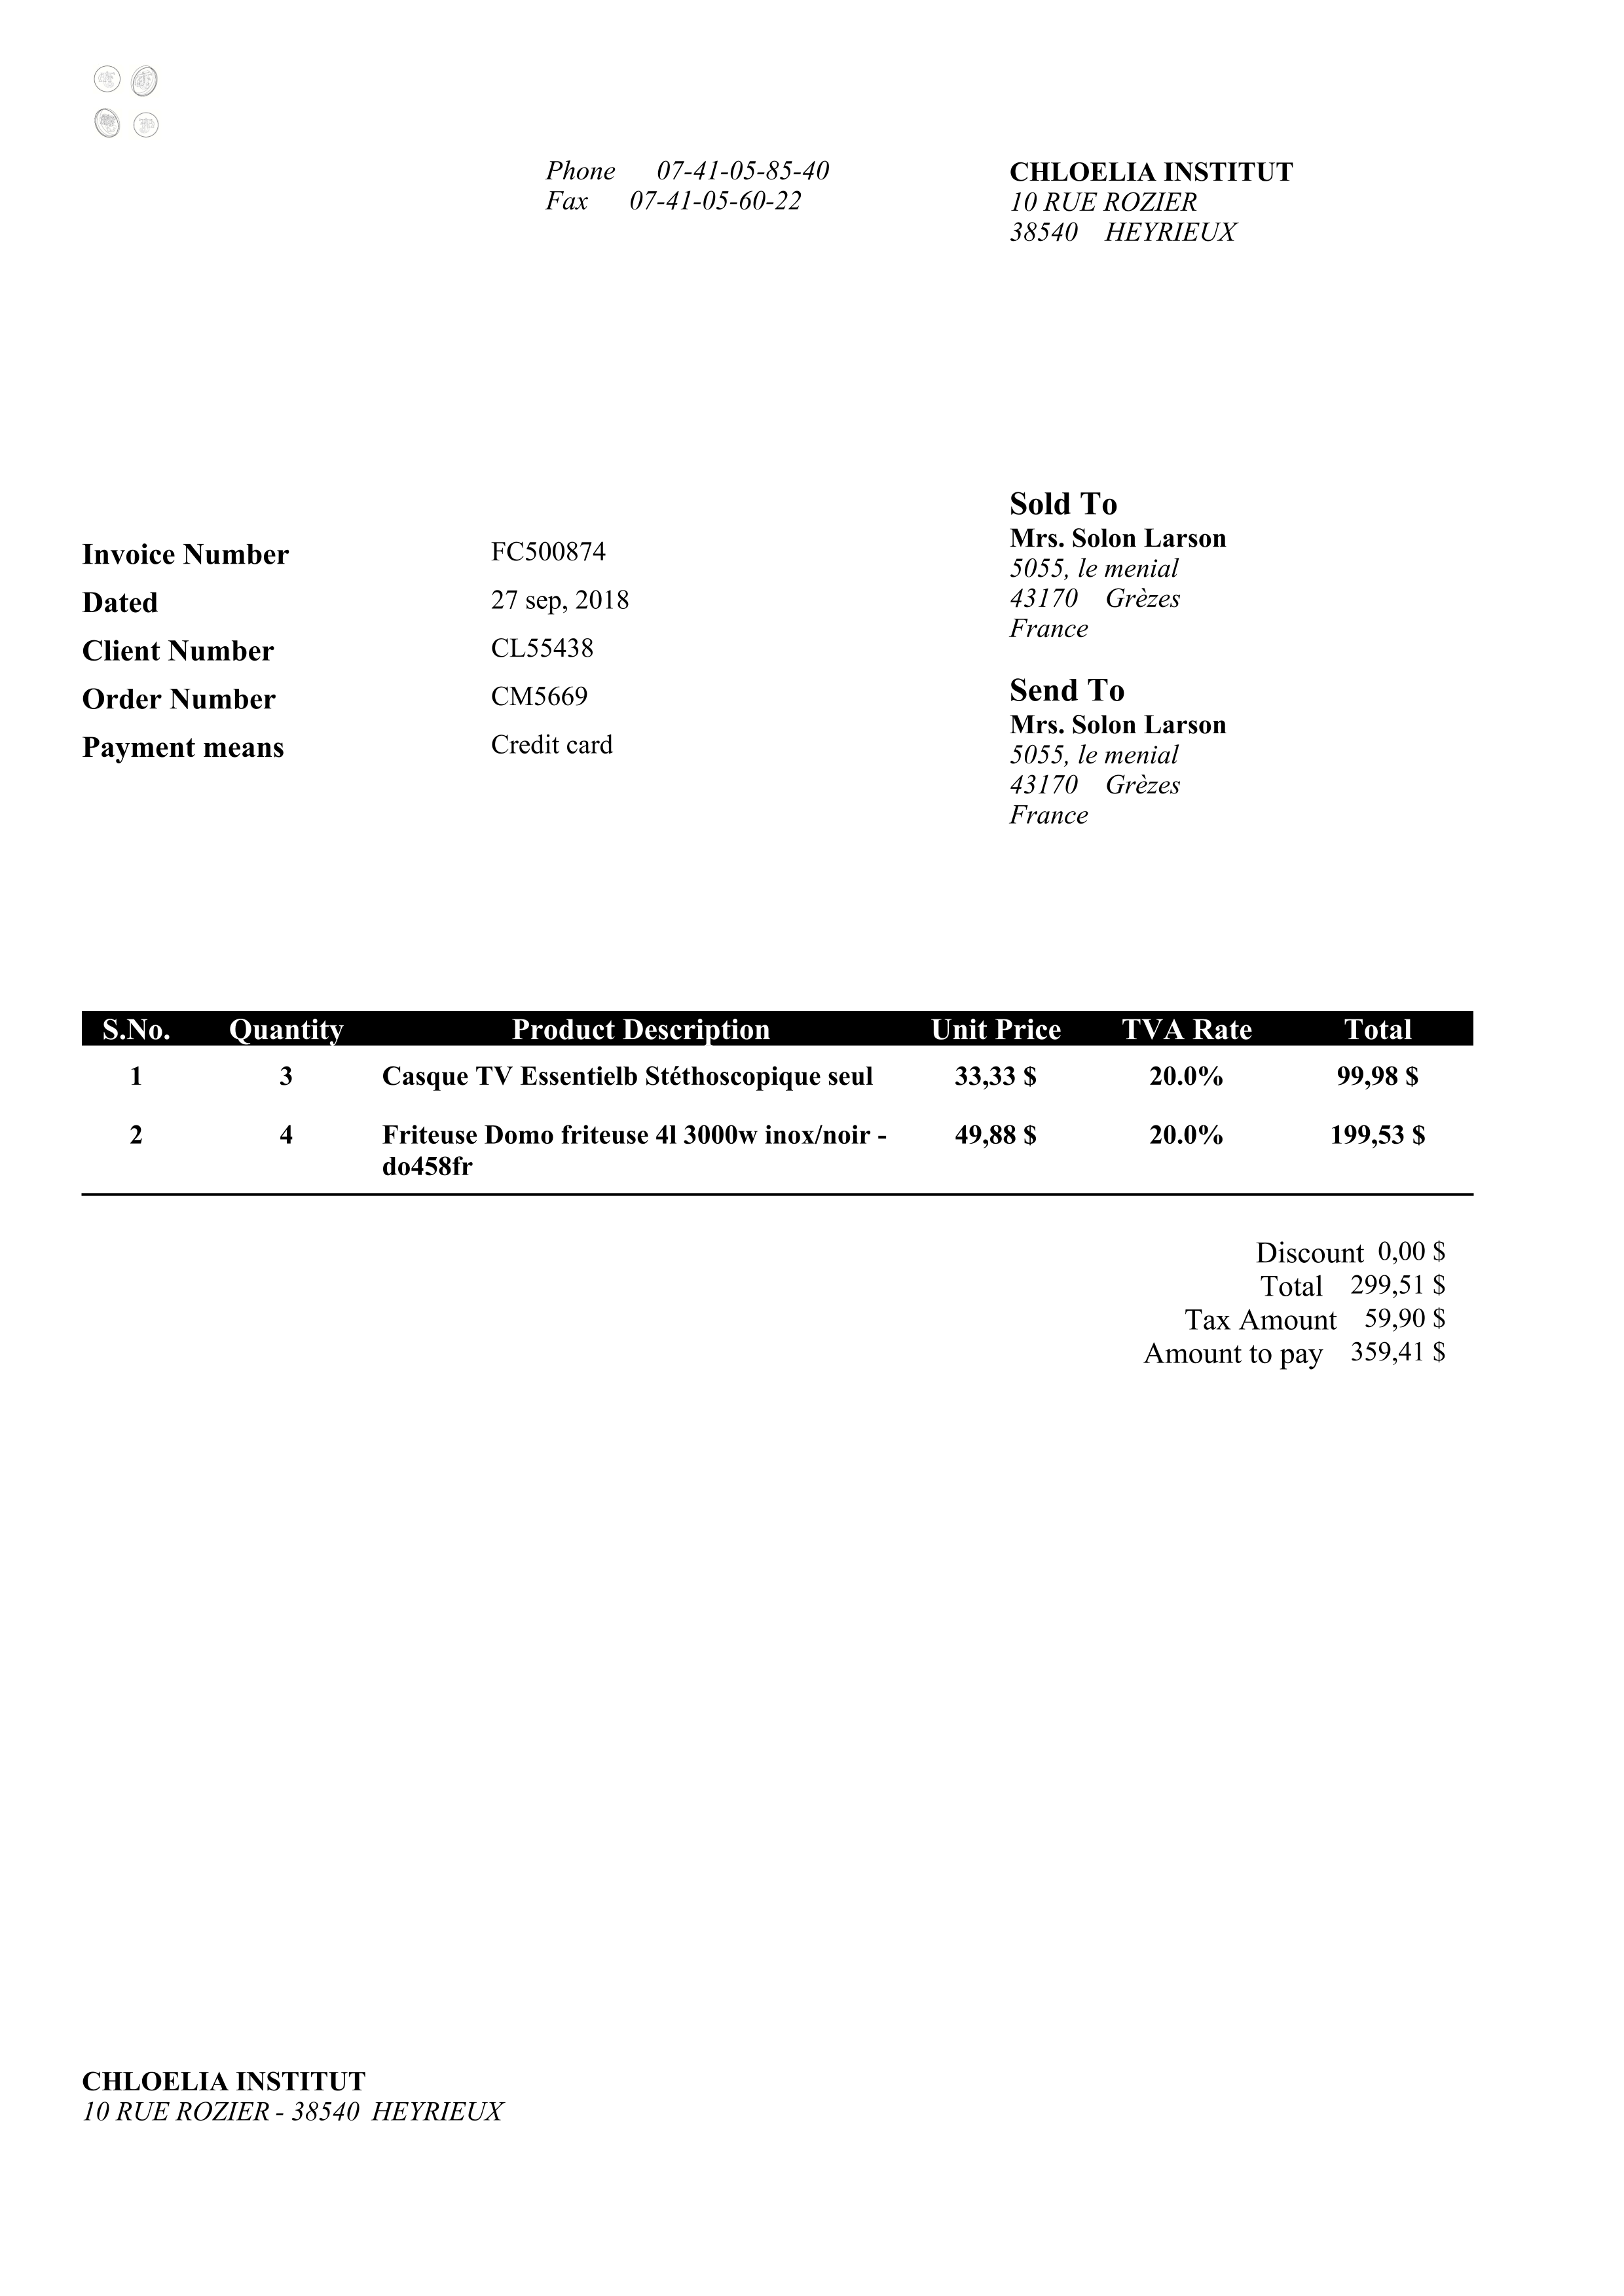 Phone 07-41-05-85-40
Fax 07-41-05-60-22
CHLOELIA INSTITUT
10 RUE ROZIER
38540 HEYRIEUX
Sold To
Mrs. Solon Larson
5055, le menial
43170 Grèzes
France
Send To
Mrs. Solon Larson
5055, le menial
43170 Grèzes
France
Invoice Number FC500874
Dated 27 sep, 2018
Client Number CL55438
Order Number CM5669
Payment means Credit card
S.No. Quantity Product Description Unit Price TVA Rate Total
1 3 Casque TV Essentielb Stéthoscopique seul 33,33 $ 20.0% 99,98 $
2 4 Friteuse Domo friteuse 4l 3000w inox/noir - 49,88 $ 20.0% 199,53 $
do458fr
Discount 0,00 $
Total 299,51 $
Tax Amount 59,90 $
Amount to pay 359,41 $
CHLOELIA INSTITUT
10 RUE ROZIER - 38540 HEYRIEUX